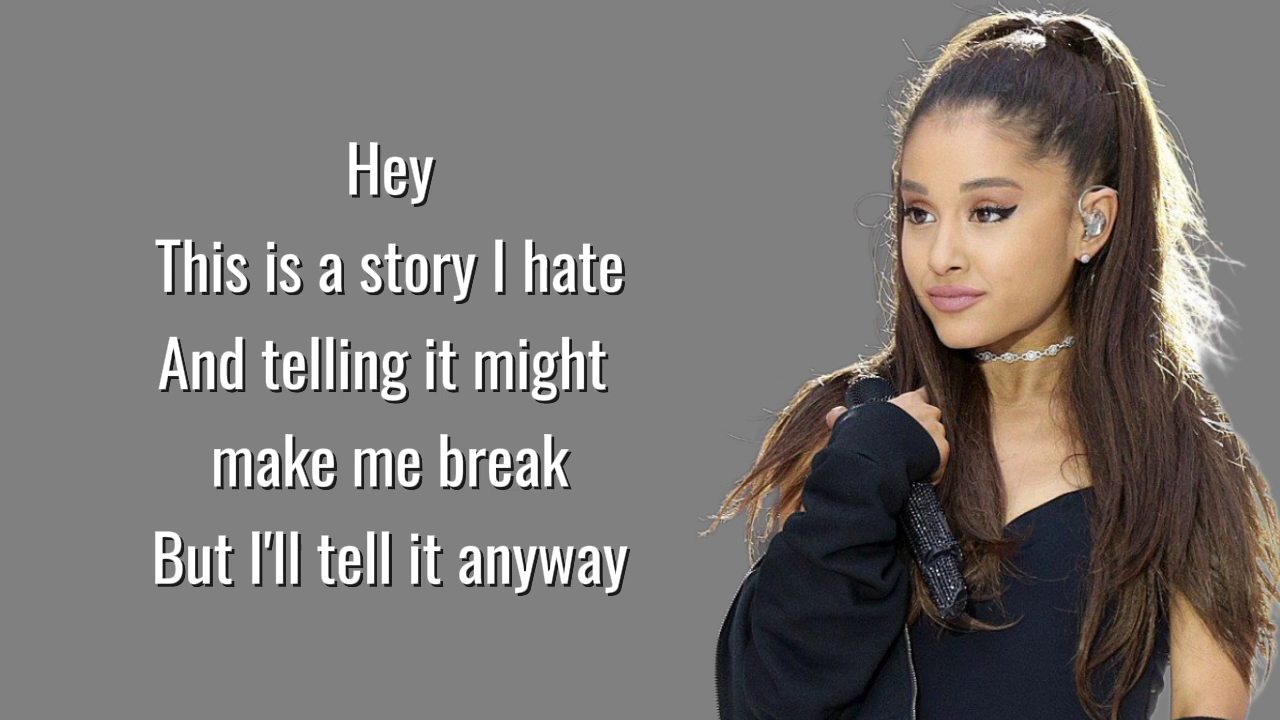 Hey
This is a story I hate
And telling it might
make me break
But I'll tell it anyway